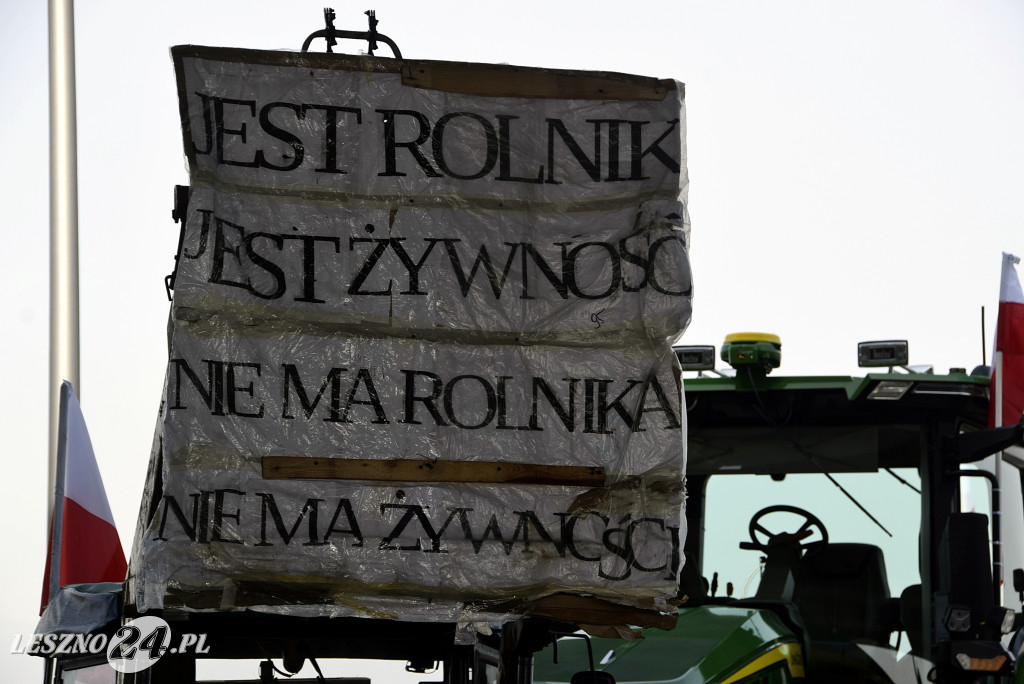 JEST ROLNIK
JEST ŻYWNOŚĆ
NIE MA ROLNIKA
NIE MA ŻYWNOŚCI
LESZNO24.PL